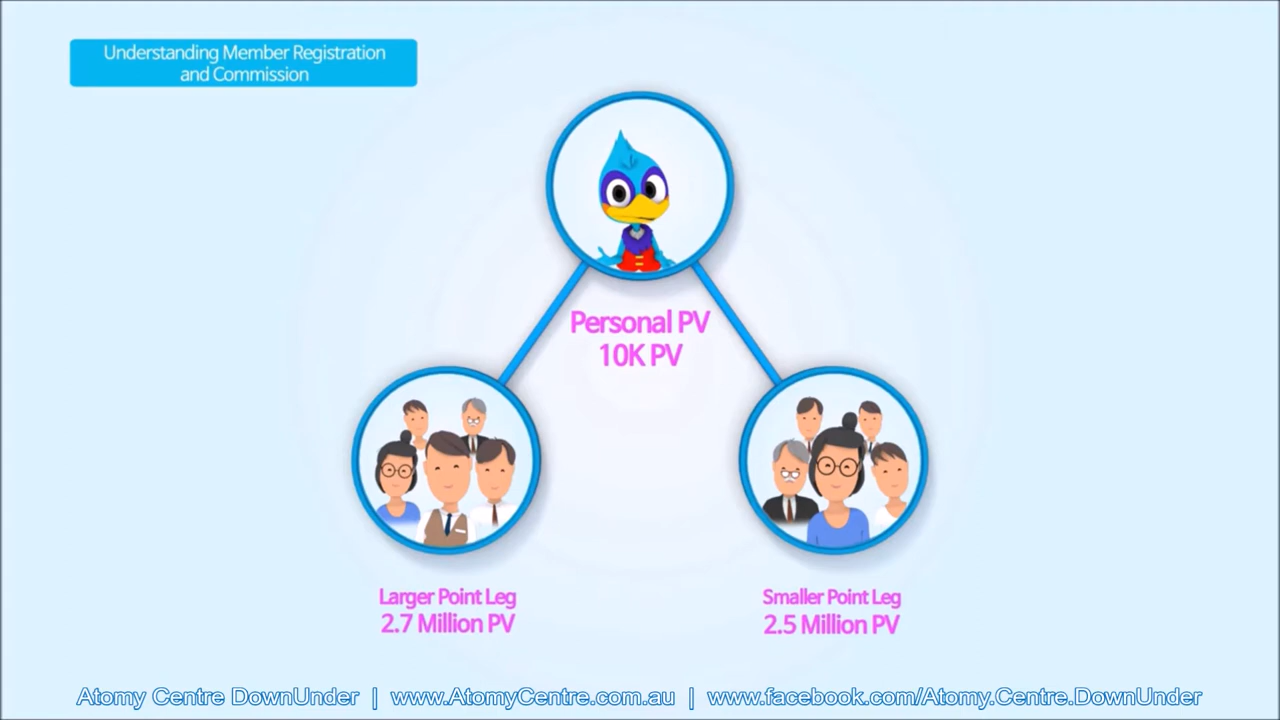 Understanding Member Registration
and Commission
Personal PV
10K PV
Larger Point Leg
2.7 Million PV
Smaller Point Leg
2.5 Million PV
Atomy Centre DownUnder | www.AtomyCentre.com.au | www.facebook.com/Atomy.Centre.DownUnder